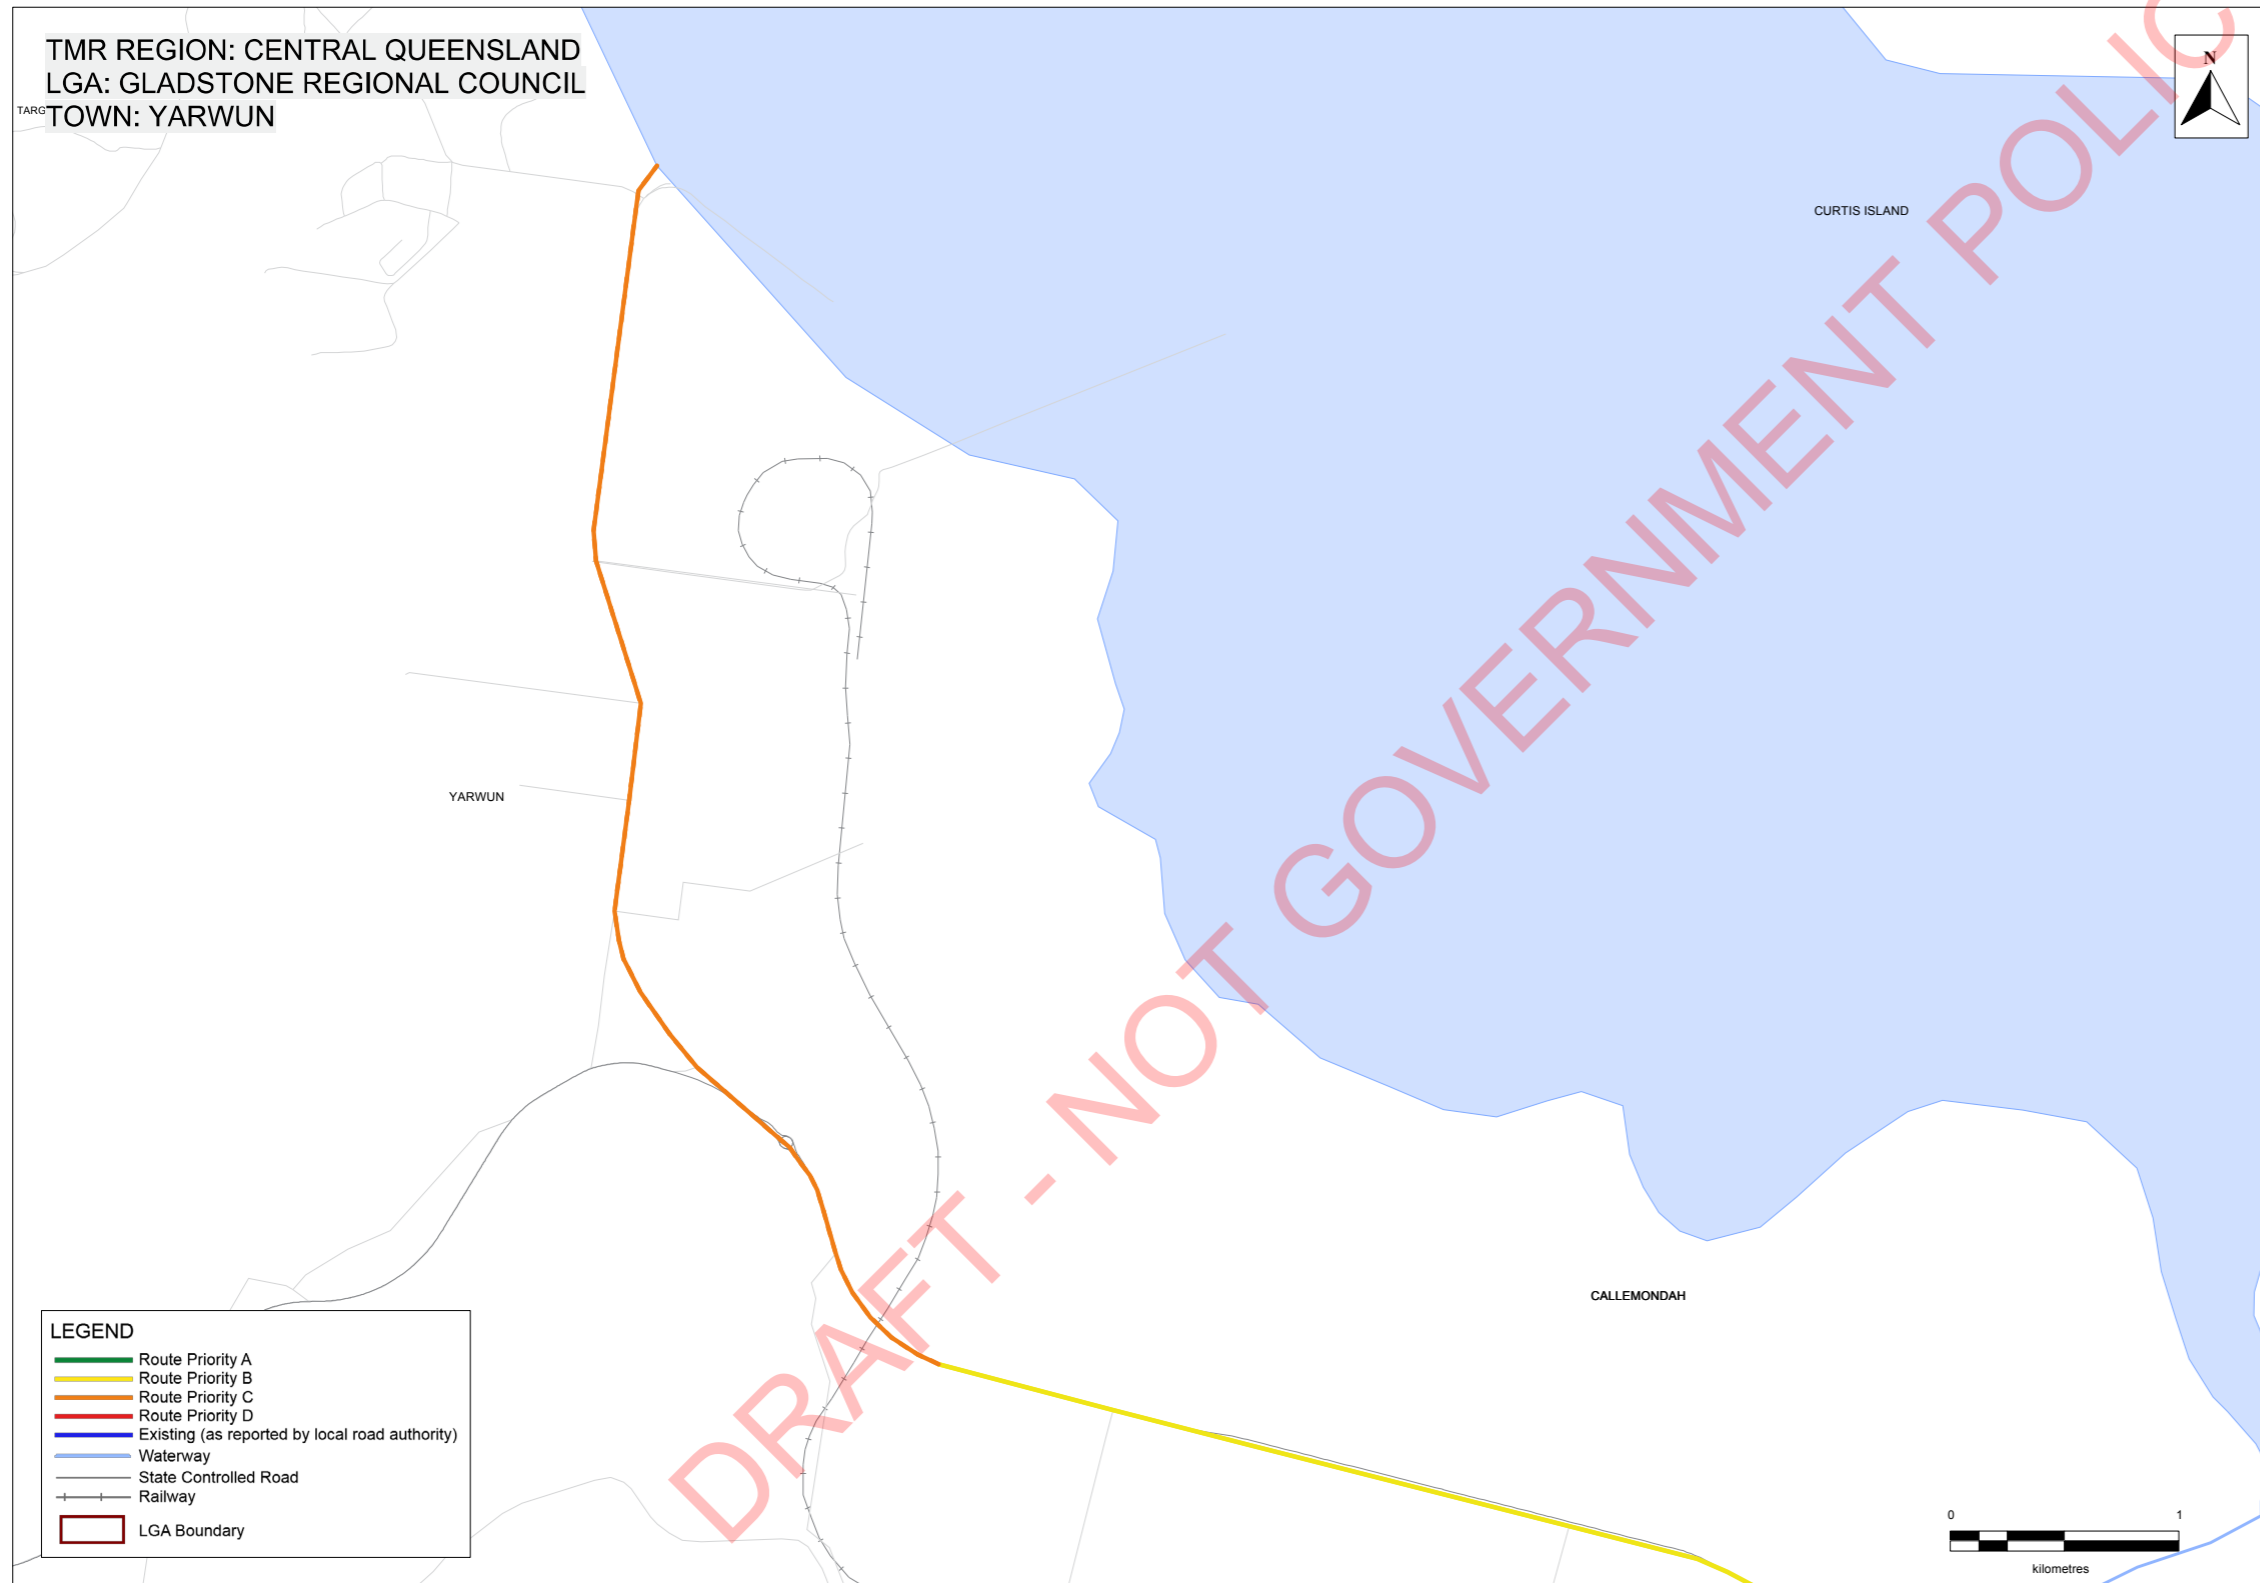 TMR REGION: CENTRAL QUEENSLAND
LGA: GLADSTONE REGIONAL COUNCIL
TOWN: YARWUN
TARG
N
CURTIS ISLAND
YARWUN
CALLEMONDAH
DRAFT - NOT GOVERNMENT POLIC
LEGEND
Route Priority A
Route Priority B
Route Priority C
Route Priority D
Existing (as reported by local road authority)
Waterway
State Controlled Road
Railway
LGA Boundary
0 1
kilometres